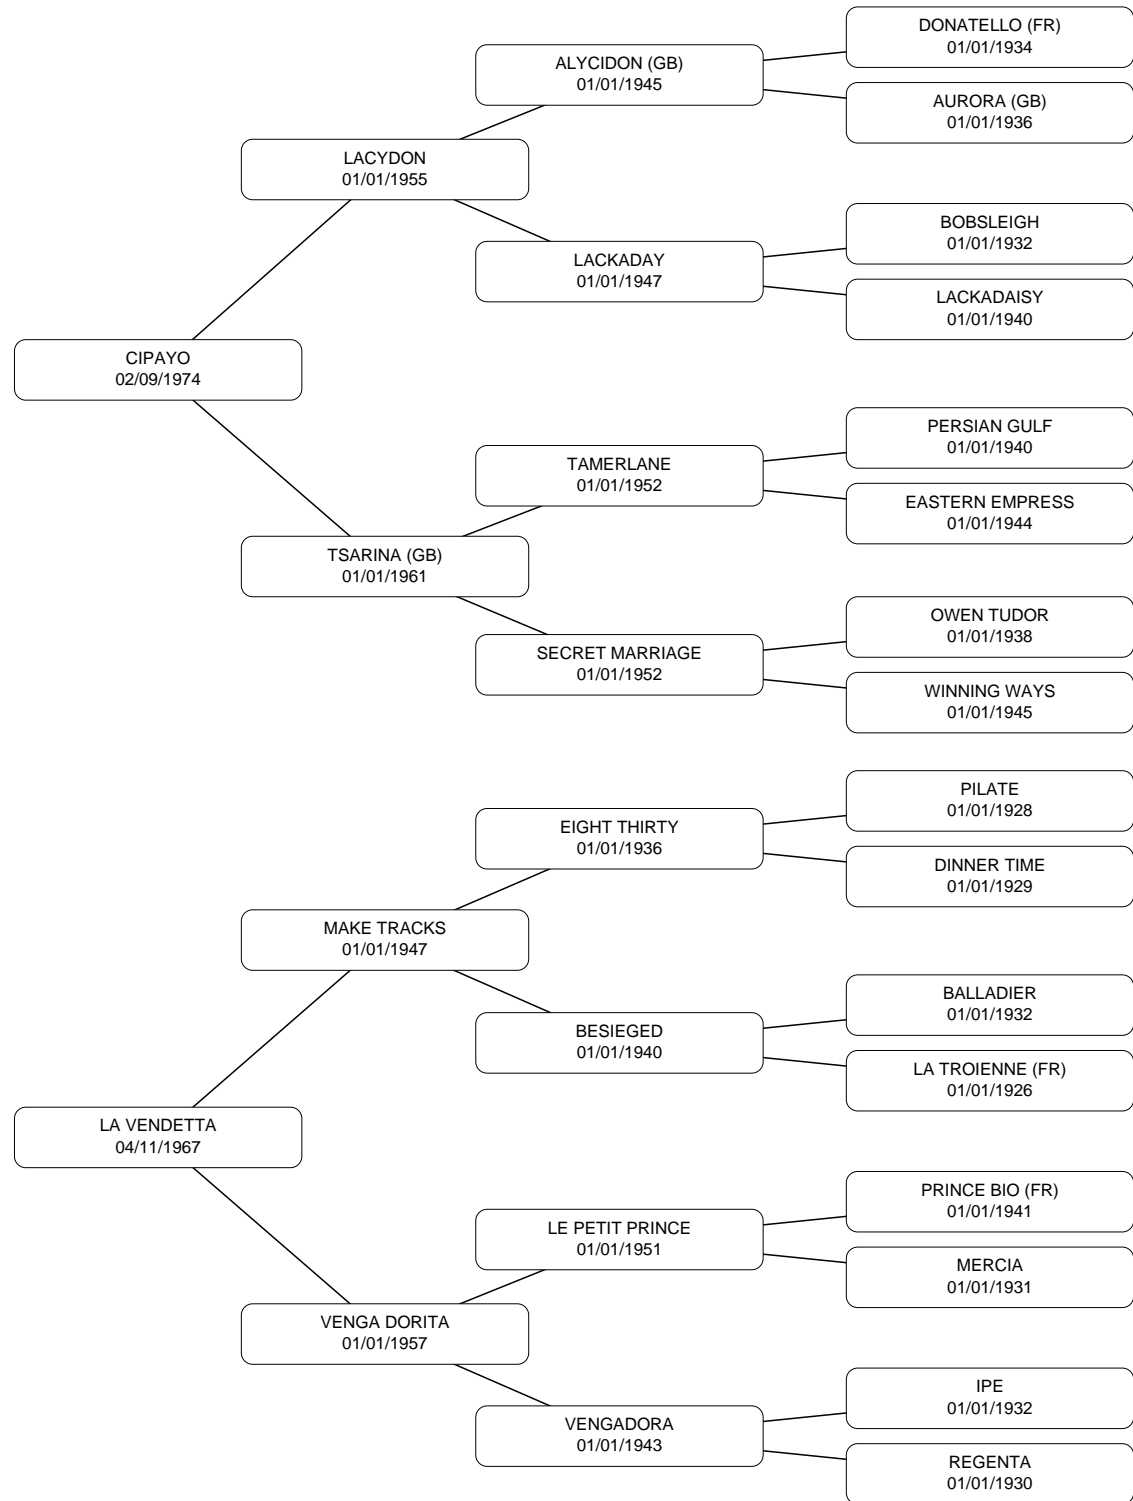 DONATELLO (FR)
01/01/1934
ALYCIDON (GB)
01/01/1945
AURORA (GB)
01/01/1936
LACYDON
01/01/1955
BOBSLEIGH
01/01/1932
LACKADAY
01/01/1947
LACKADAISY
01/01/1940
CIPAYO
02/09/1974
PERSIAN GULF
01/01/1940
TAMERLANE
01/01/1952
EASTERN EMPRESS
01/01/1944
TSARINA (GB)
01/01/1961
OWEN TUDOR
01/01/1938
SECRET MARRIAGE
01/01/1952
WINNING WAYS
01/01/1945
PILATE
01/01/1928
EIGHT THIRTY
01/01/1936
DINNER TIME
01/01/1929
MAKE TRACKS
01/01/1947
BALLADIER
01/01/1932
BESIEGED
01/01/1940
LA TROIENNE (FR)
01/01/1926
LA VENDETTA
04/11/1967
PRINCE BIO (FR)
01/01/1941
LE PETIT PRINCE
01/01/1951
MERCIA
01/01/1931
VENGA DORITA
01/01/1957
IPE
01/01/1932
VENGADORA
01/01/1943
REGENTA
01/01/1930